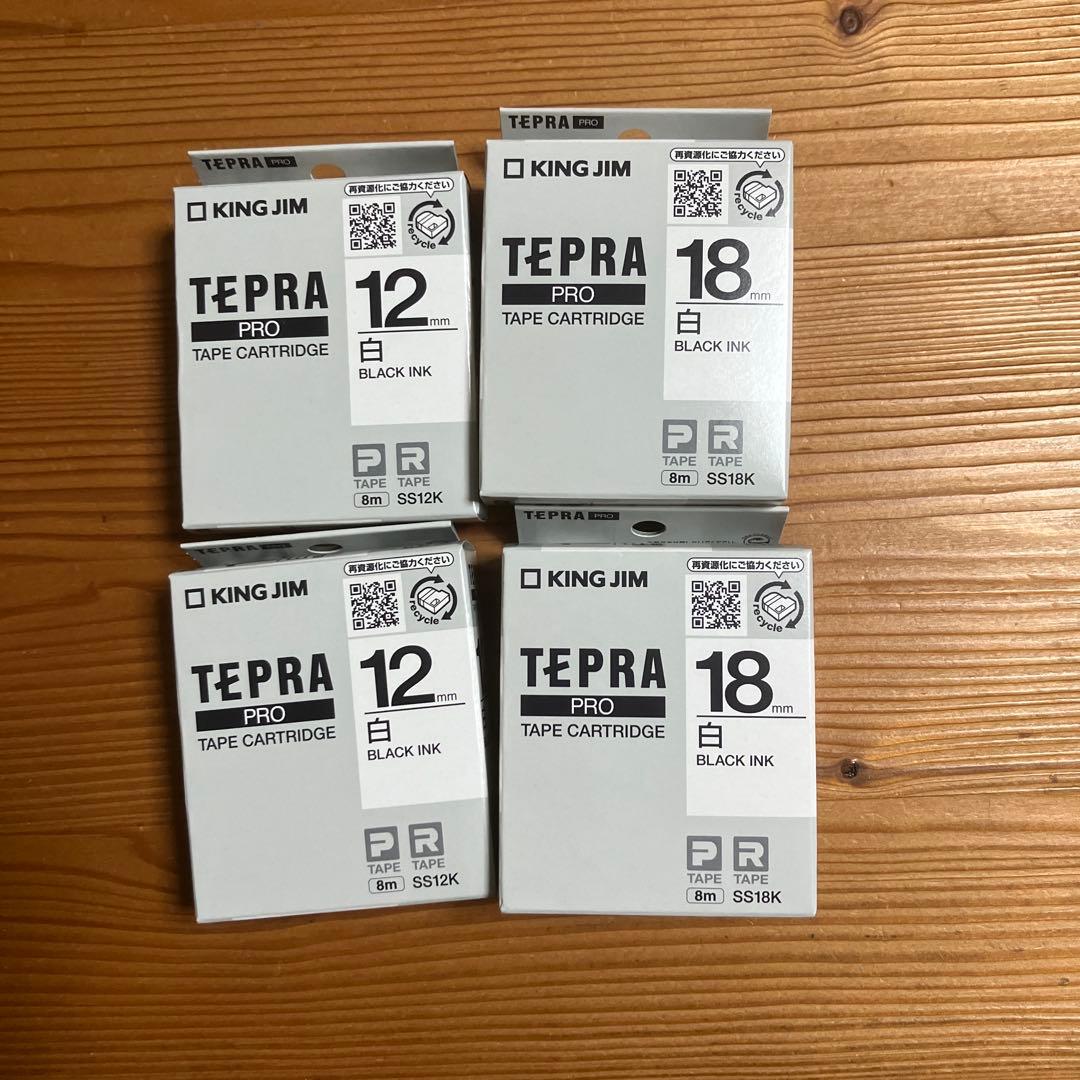 TEPRA PRO
KING JIM
再資源化にご協力ください
recycle
TEPRA
PRO
TAPE CARTRIDGE
12mm
白
BLACK INK
P R
TAPE TAPE
8m SS12K
TEPRA PRO
KING JIM
再資源化にご協力ください
recycle
TEPRA
PRO
TAPE CARTRIDGE
18mm
白
BLACK INK
P R
TAPE TAPE
8m SS18K
TEPRA PRO
KING JIM
再資源化にご協力ください
recycle
TEPRA
PRO
TAPE CARTRIDGE
12mm
白
BLACK INK
P R
TAPE TAPE
8m SS12K
TEPRA PRO
KING JIM
再資源化にご協力ください
recycle
TEPRA
PRO
TAPE CARTRIDGE
18mm
白
BLACK INK
P R
TAPE TAPE
8m SS18K